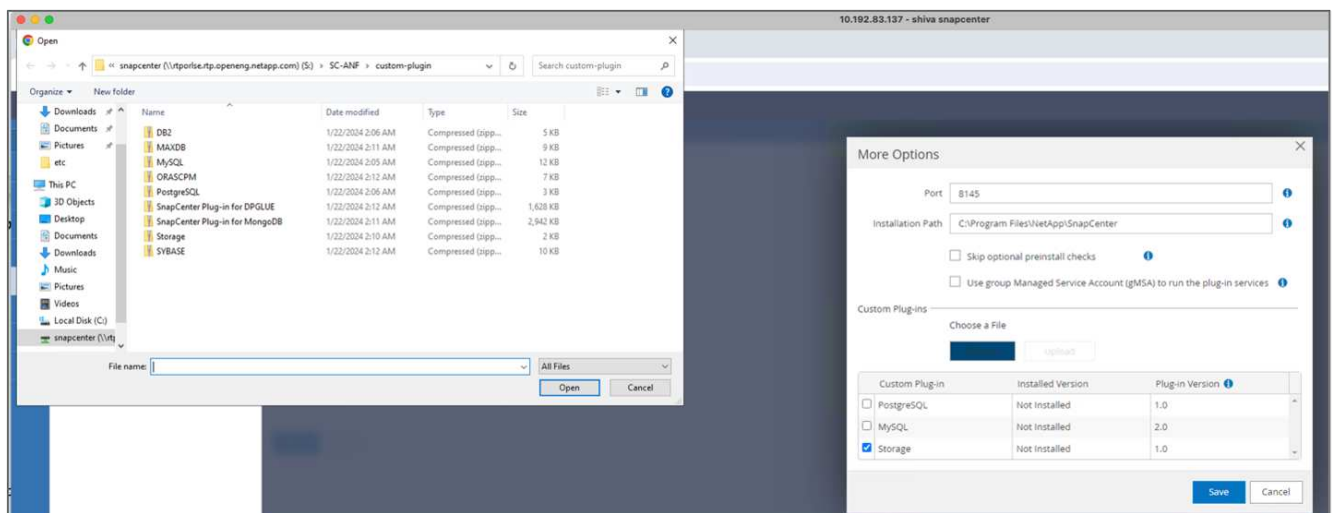 10.192.83.137 - shiva snapcenter
Open
« snapcenter (\\rtporlse.rtp.openeng.netapp.com) (S:) › SC-ANF › custom-plugin
Search custom-plugin
Organize
New folder
Name Date modified Type Size
Downloads
Documents
Pictures
etc
This PC
3D Objects
Desktop
Documents
Downloads
Music
Pictures
Videos
Local Disk (C:)
snapcenter (\\rtp
DB2 1/22/2024 2:06 AM Compressed (zipp... 5 KB
MAXDB 1/22/2024 2:11 AM Compressed (zipp... 9 KB
MySQL 1/22/2024 2:05 AM Compressed (zipp... 12 KB
ORASCPM 1/22/2024 2:12 AM Compressed (zipp... 7 KB
PostgreSQL 1/22/2024 2:06 AM Compressed (zipp... 3 KB
SnapCenter Plug-in for DPGLUE 1/22/2024 2:12 AM Compressed (zipp... 1,628 KB
SnapCenter Plug-in for MongoDB 1/22/2024 2:11 AM Compressed (zipp... 2,942 KB
Storage 1/22/2024 2:10 AM Compressed (zipp... 2 KB
SYBASE 1/22/2024 2:12 AM Compressed (zipp... 10 KB
File name:
All Files
Open Cancel
More Options
Port 8145
Installation Path C:\Program Files\NetApp\SnapCenter
Skip optional preinstall checks
Use group Managed Service Account (gMSA) to run the plug-in services
Custom Plug-ins
Choose a File
Upload
Custom Plug-in Installed Version Plug-in Version
PostgreSQL Not Installed 1.0
MySQL Not Installed 2.0
Storage Not Installed 1.0
Save Cancel